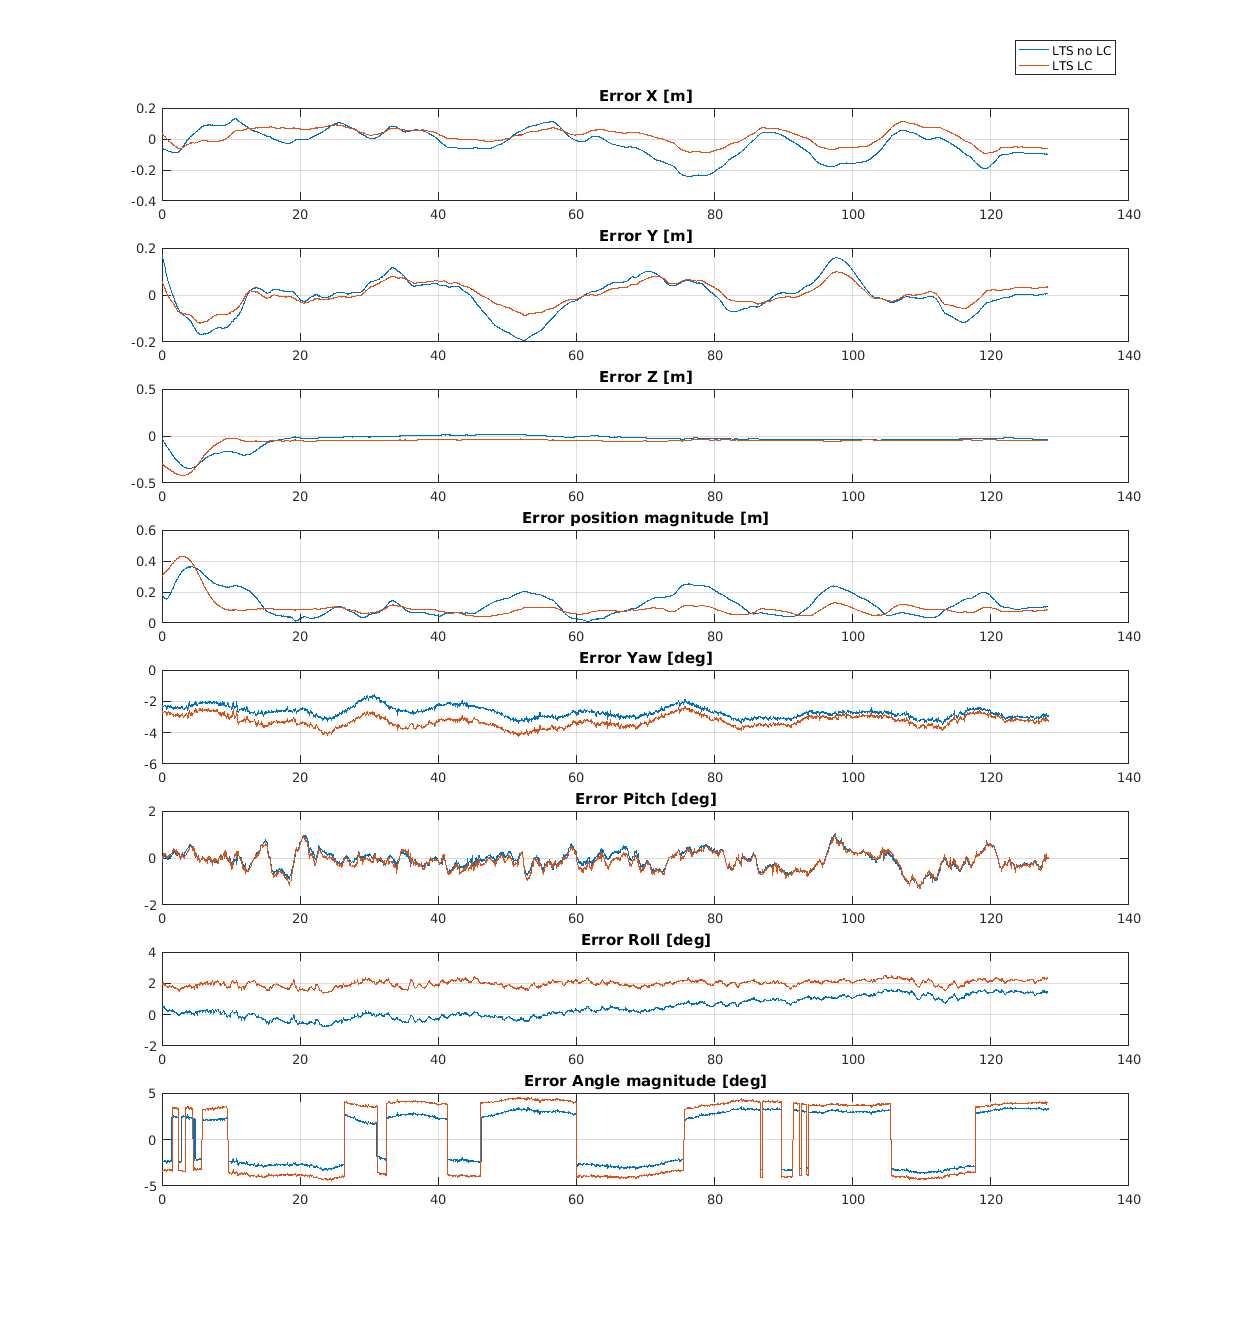 LTS no LC
LTS LC
Error X [m]
0.2
0
-0.2
-0.4
0 20 40 60 80 100 120 140
Error Y [m]
0.2
0
-0.2
0 20 40 60 80 100 120 140
Error Z [m]
0.5
0
-0.5
0 20 40 60 80 100 120 140
Error position magnitude [m]
0.6
0.4
0.2
0
0 20 40 60 80 100 120 140
Error Yaw [deg]
0
-2
-4
-6
0 20 40 60 80 100 120 140
Error Pitch [deg]
2
0
-2
0 20 40 60 80 100 120 140
Error Roll [deg]
4
2
0
-2
0 20 40 60 80 100 120 140
Error Angle magnitude [deg]
5
0
-5
0 20 40 60 80 100 120 140